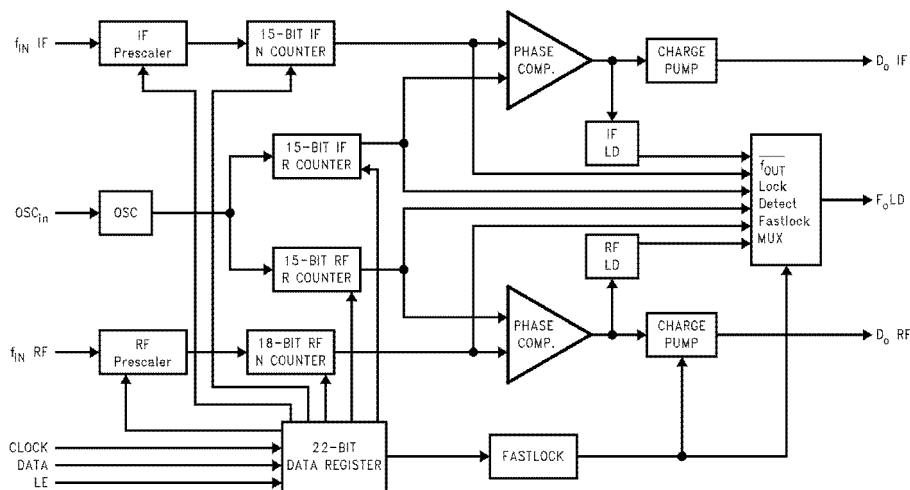 f_IN IF
IF
Prescaler
15-BIT IF
N COUNTER
PHASE
COMP.
CHARGE
PUMP
D_o IF
15-BIT IF
R COUNTER
IF
LD
OSC_in
OSC
f_OUT
Lock
Detect
Fastlock
MUX
F_oLD
15-BIT RF
R COUNTER
RF
LD
f_IN RF
RF
Prescaler
18-BIT RF
N COUNTER
PHASE
COMP.
CHARGE
PUMP
D_o RF
CLOCK
DATA
LE
22-BIT
DATA REGISTER
FASTLOCK